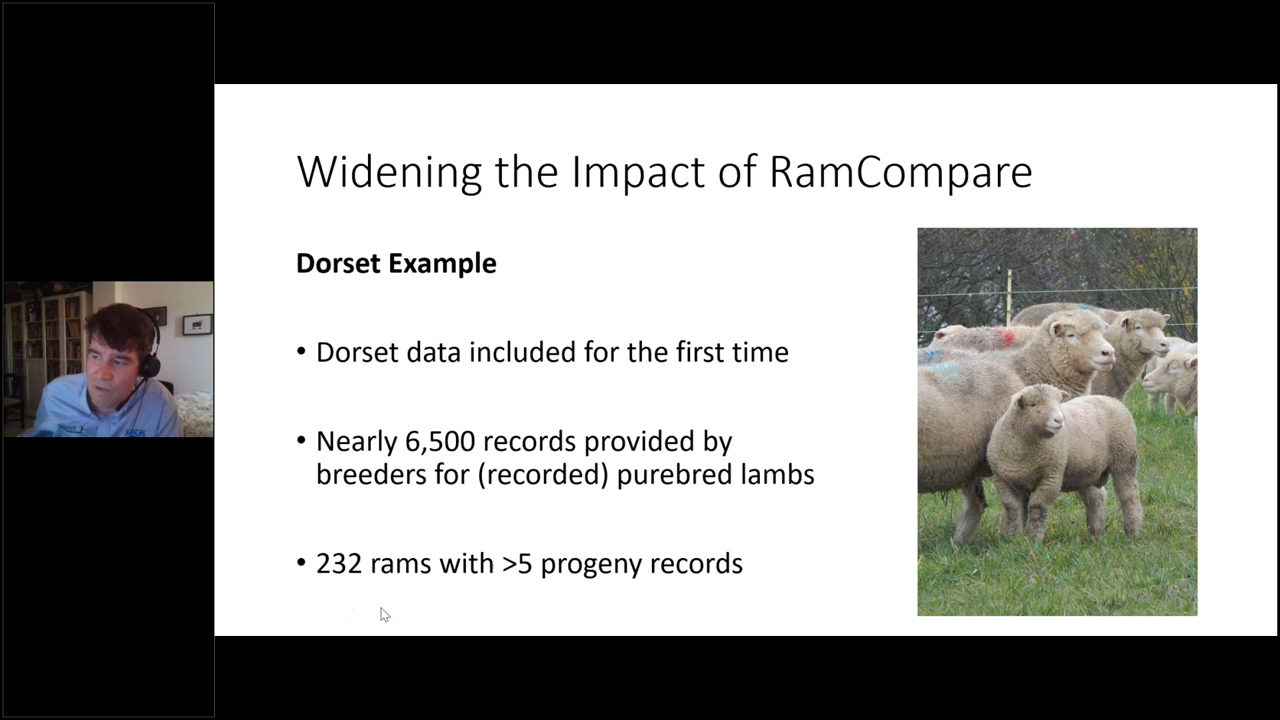 Widening the Impact of RamCompare
Dorset Example
• Dorset data included for the first time
• Nearly 6,500 records provided by
breeders for (recorded) purebred lambs
• 232 rams with >5 progeny records